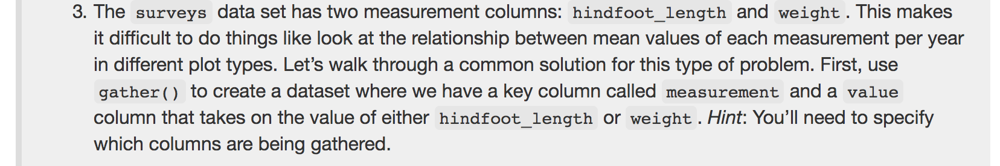 3. The surveys data set has two measurement columns: hindfoot_length and weight. This makes
it difficult to do things like look at the relationship between mean values of each measurement per year
in different plot types. Let’s walk through a common solution for this type of problem. First, use
gather() to create a dataset where we have a key column called measurement and a value
column that takes on the value of either hindfoot_length or weight. Hint: You’ll need to specify
which columns are being gathered.